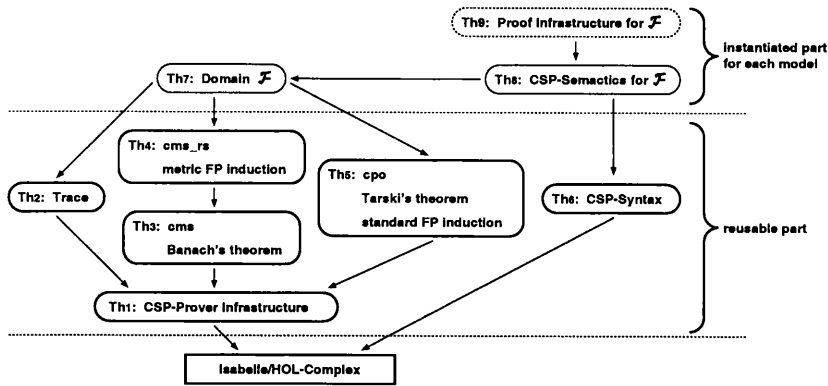 Th9: Proof Infrastructure for F
instantiated part
for each model
Th7: Domain F
Th8: CSP-Semactics for F
Th4: cms_rs
metric FP induction
Th5: cpo
Tarski's theorem
standard FP induction
Th2: Trace
Th6: CSP-Syntax
Th3: cms
Banach's theorem
reusable part
Th1: CSP-Prover Infrastructure
Isabelle/HOL-Complex